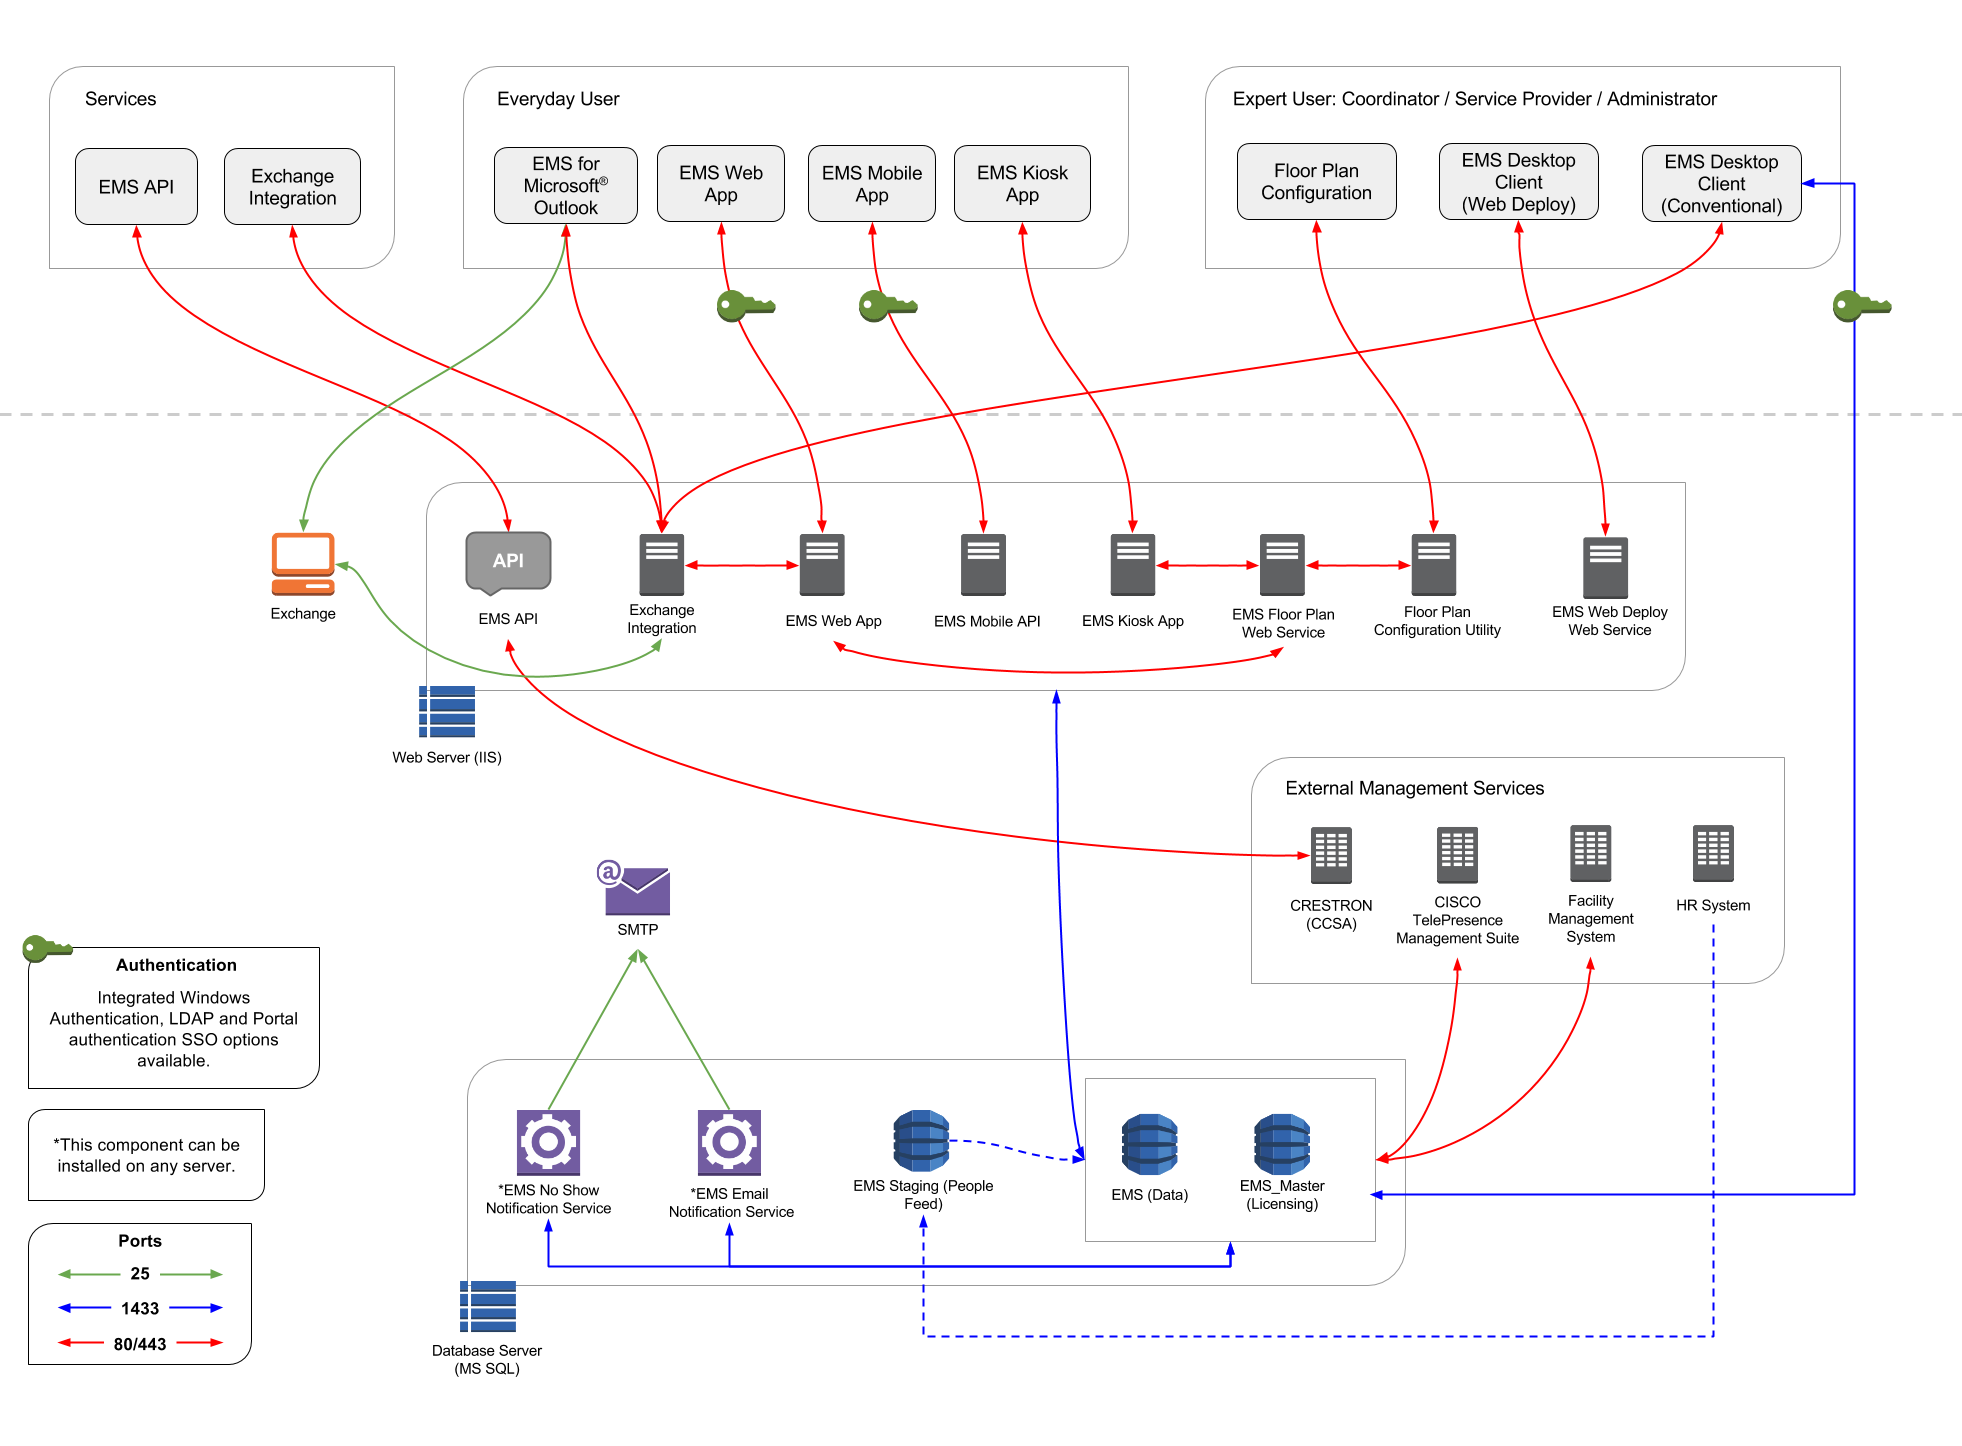 Services
EMS API
Exchange
Integration
Everyday User
EMS for
Microsoft®
Outlook
EMS Web
App
EMS Mobile
App
EMS Kiosk
App
Expert User: Coordinator / Service Provider / Administrator
Floor Plan
Configuration
EMS Desktop
Client
(Web Deploy)
EMS Desktop
Client
(Conventional)
Exchange
API
EMS API
Exchange
Integration
EMS Web App
EMS Mobile API
EMS Kiosk App
EMS Floor Plan
Web Service
Floor Plan
Configuration Utility
EMS Web Deploy
Web Service
Web Server (IIS)
External Management Services
CRESTRON
(CCSA)
CISCO
TelePresence
Management Suite
Facility
Management
System
HR System
@
SMTP
Authentication
Integrated Windows
Authentication, LDAP and Portal
authentication SSO options
available.
*This component can be
installed on any server.
Ports
25
1433
80/443
*EMS No Show
Notification Service
*EMS Email
Notification Service
EMS Staging (People
Feed)
EMS (Data)
EMS_Master
(Licensing)
Database Server
(MS SQL)